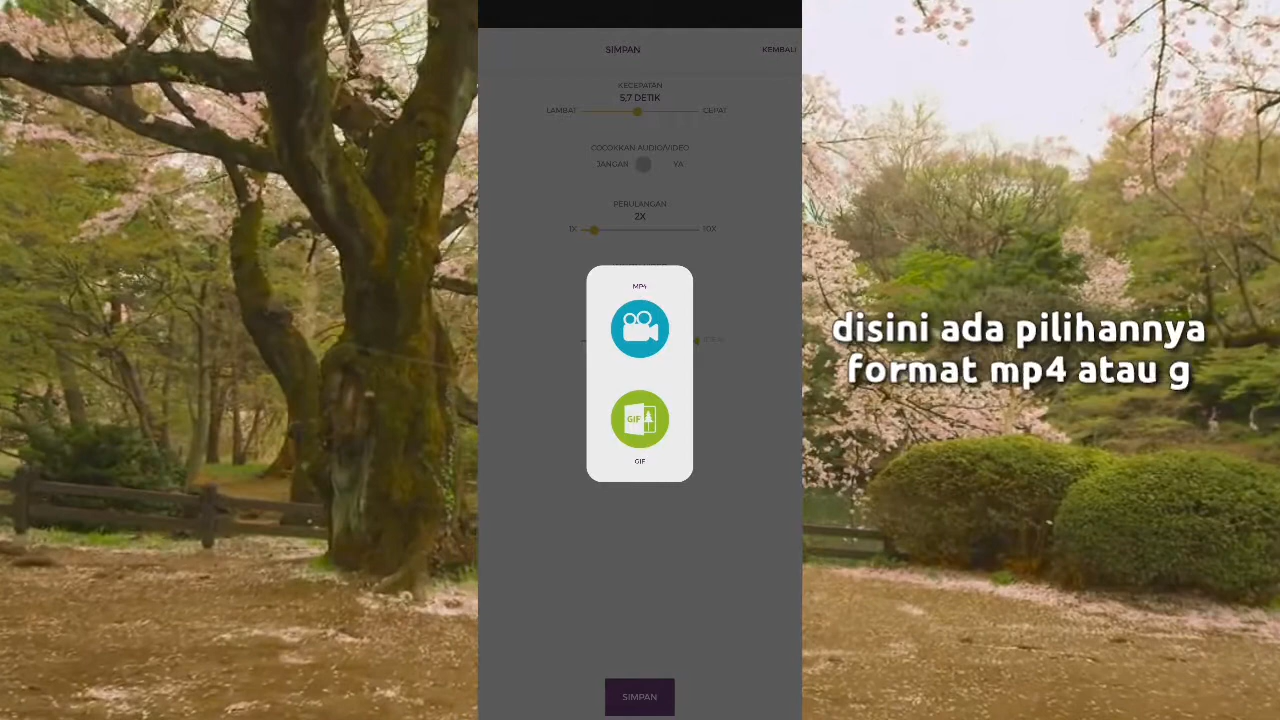 SIMPAN
KEMBALI
KECEPATAN
5,7 DETIK
LAMBAT
CEPAT
COCOKKAN AUDIO/VIDEO
JANGAN
YA
PERULANGAN
2X
1X
10X
MP4
GIF
GIF
SIMPAN
disini ada pilihannya
format mp4 atau g